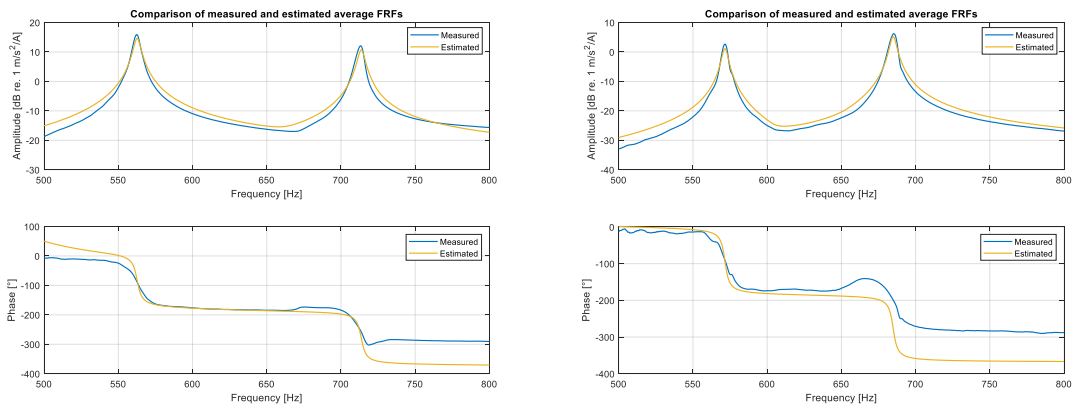 Comparison of measured and estimated average FRFs
20
10
0
-10
-20
-30
Amplitude [dB re. 1 m/s²/A]
Measured
Estimated
500 550 600 650 700 750 800
Frequency [Hz]
100
0
-100
-200
-300
-400
Phase [°]
Measured
Estimated
500 550 600 650 700 750 800
Frequency [Hz]
Comparison of measured and estimated average FRFs
10
0
-10
-20
-30
-40
Amplitude [dB re. 1 m/s²/A]
Measured
Estimated
500 550 600 650 700 750 800
Frequency [Hz]
0
-100
-200
-300
-400
Phase [°]
Measured
Estimated
500 550 600 650 700 750 800
Frequency [Hz]